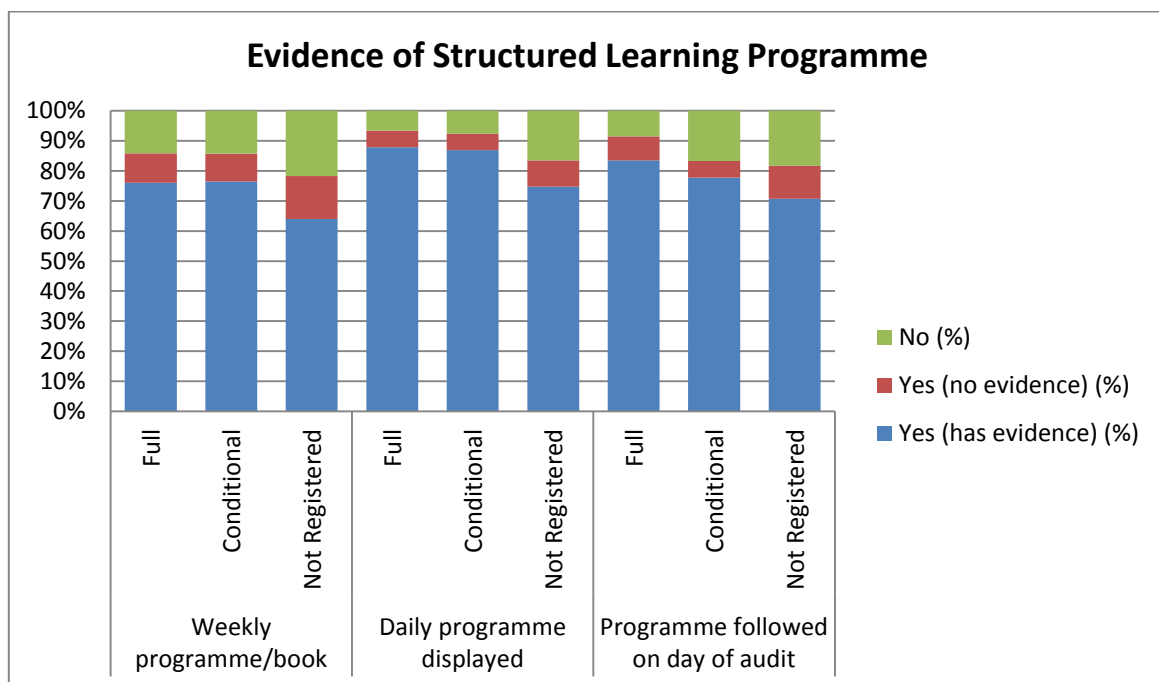 Evidence of Structured Learning Programme
100%
90%
80%
70%
60%
50%
40%
30%
20%
10%
0%
No (%)
Yes (no evidence) (%)
Yes (has evidence) (%)
Full
Conditional
Not Registered
Full
Conditional
Not Registered
Full
Conditional
Not Registered
Weekly
programme/book
Daily programme
displayed
Programme followed
on day of audit